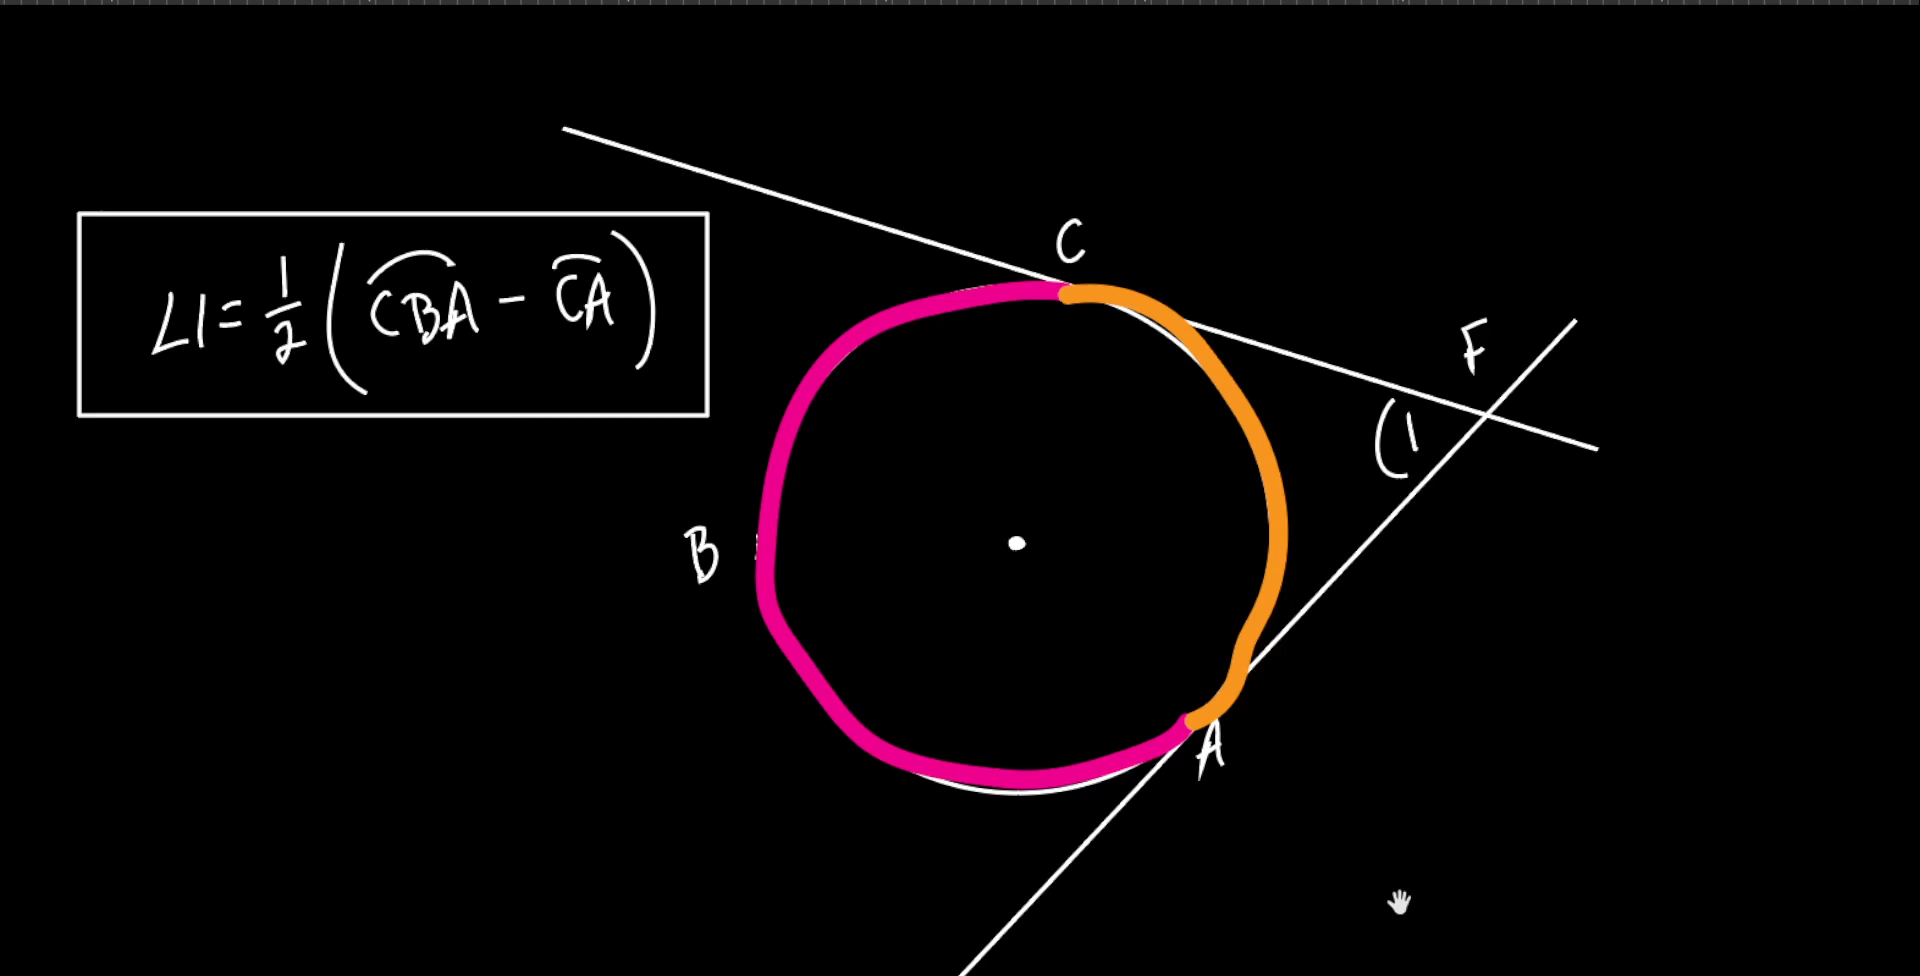 C
∠1 = 1/2 (⌒CBA - ⌒CA)
F
(1
B
A